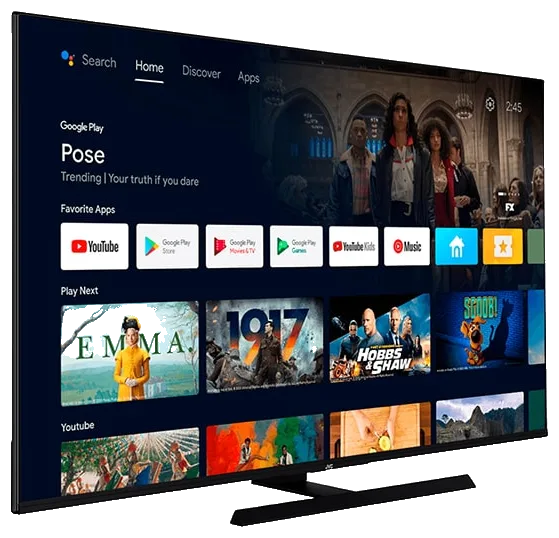 Search Home Discover Apps
2:45
Google Play
Pose
Trending | Your truth if you dare
FX
Favorite Apps
YouTube
Google Play
Store
Google Play
Movies & TV
Google Play
Games
YouTube Kids
Music
Play Next
EMMA.
1917
HOBBS
& SHAW
SCOOB!
Youtube
JVC